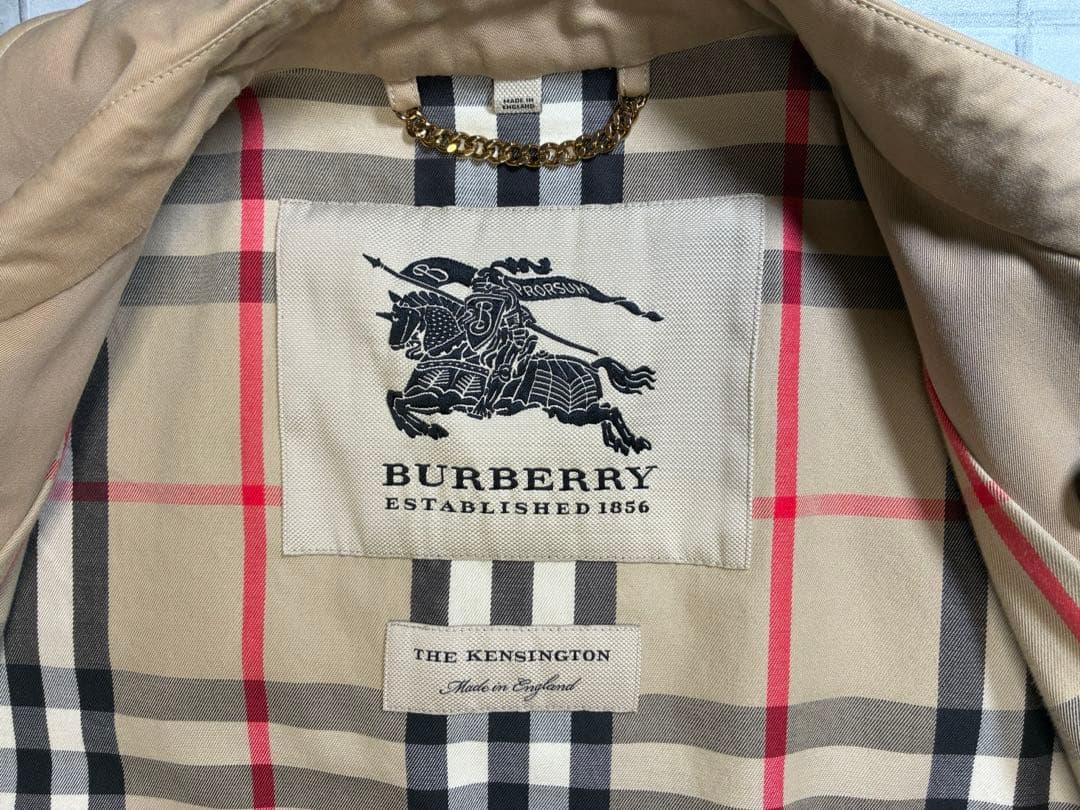 MADE IN
ENGLAND
B
PRORSUM
B
BURBERRY
ESTABLISHED 1856
THE KENSINGTON
Made in England